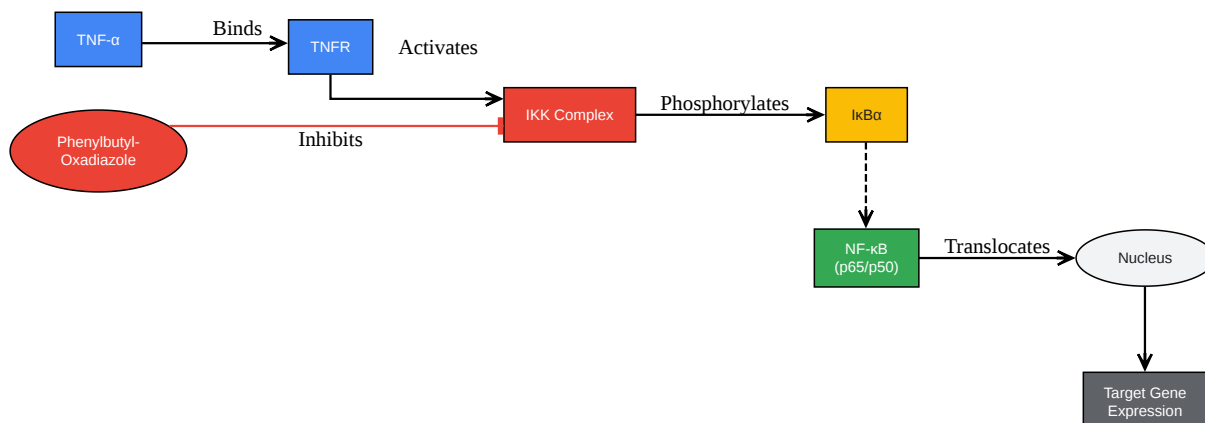 TNF-α
Binds
TNFR
Activates
Phenylbutyl-
Oxadiazole
Inhibits
IKK Complex
Phosphorylates
IκBα
NF-κB
(p65/p50)
Translocates
Nucleus
Target Gene
Expression